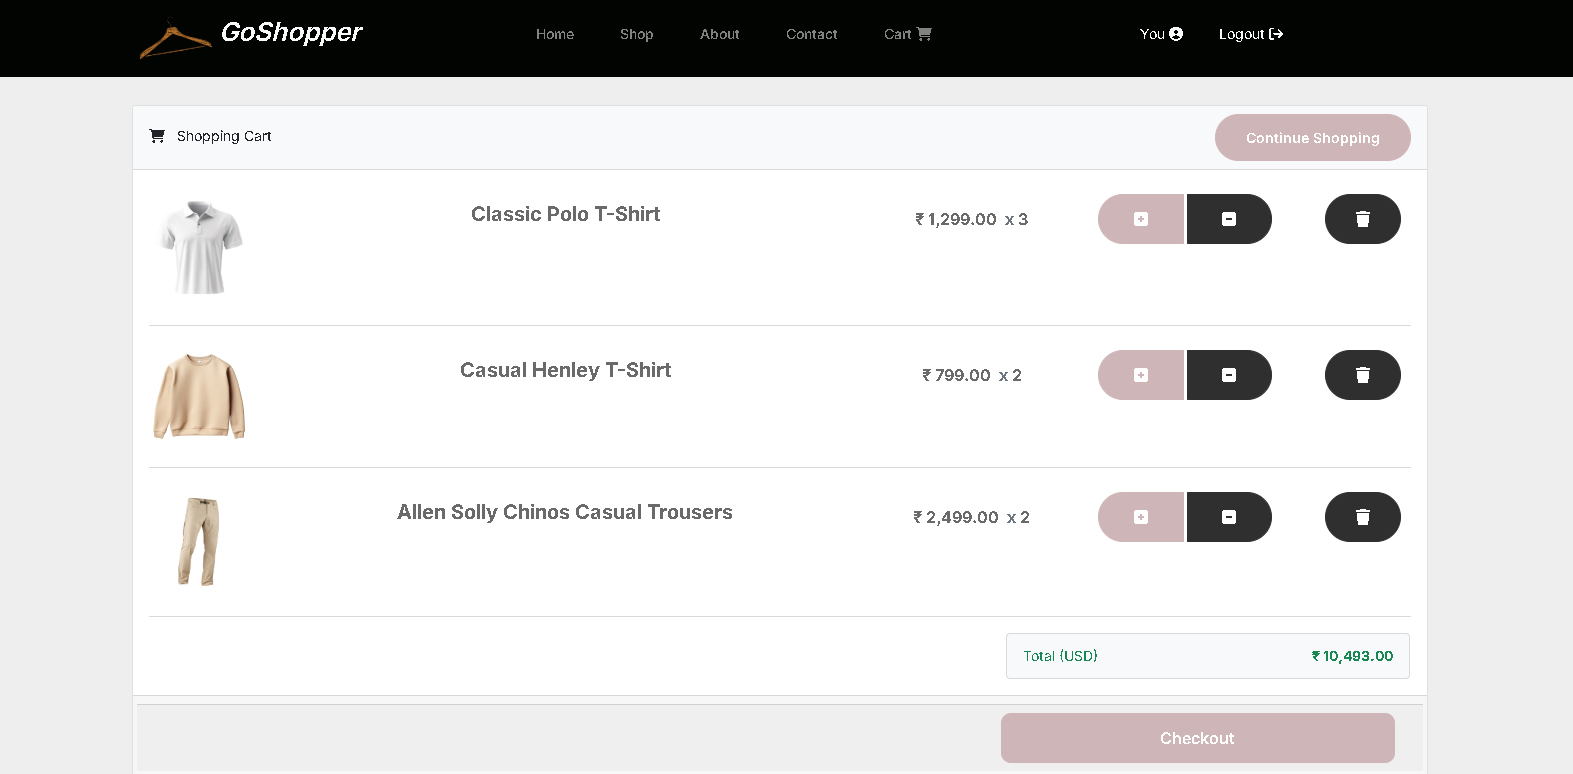 GoShopper
Home Shop About Contact Cart
You Logout
Shopping Cart
Continue Shopping
Classic Polo T-Shirt ₹ 1,299.00 x 3
Casual Henley T-Shirt ₹ 799.00 x 2
Allen Solly Chinos Casual Trousers ₹ 2,499.00 x 2
Total (USD) ₹ 10,493.00
Checkout